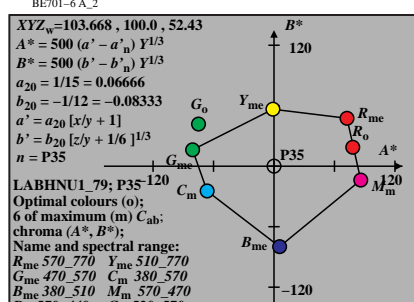 BE701-6 A_2
XYZw=103.668 , 100.0 , 52.43
A* = 500 (a' − a'n) Y1/3
B* = 500 (b' − b'n) Y1/3
a20 = 1/15 = 0.06666
b20 = −1/12 = −0.08333
a' = a20 [x/y + 1]
b' = b20 [z/y + 1/6 ]1/3
n = P35
LABHNU1_79; P35
Optimal colours (o);
6 of maximum (m) Cab;
chroma (A*, B*);
Name and spectral range:
Rme 570_770 Yme 510_770
Gme 470_570 Cm 380_570
Bme 380_510 Mm 570_470
B*
120
Go
Yme
Rme
Ro
Gme
P35
A*
−120
120
Cm
Mm
Bme
−120